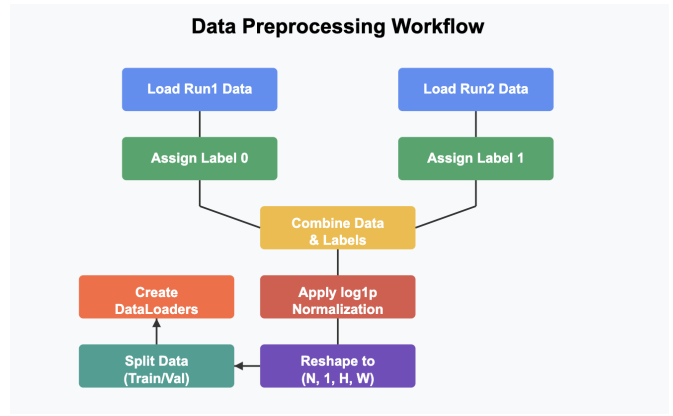 Data Preprocessing Workflow
Load Run1 Data
Load Run2 Data
Assign Label 0
Assign Label 1
Combine Data
& Labels
Create
DataLoaders
Apply log1p
Normalization
Split Data
(Train/Val)
Reshape to
(N, 1, H, W)